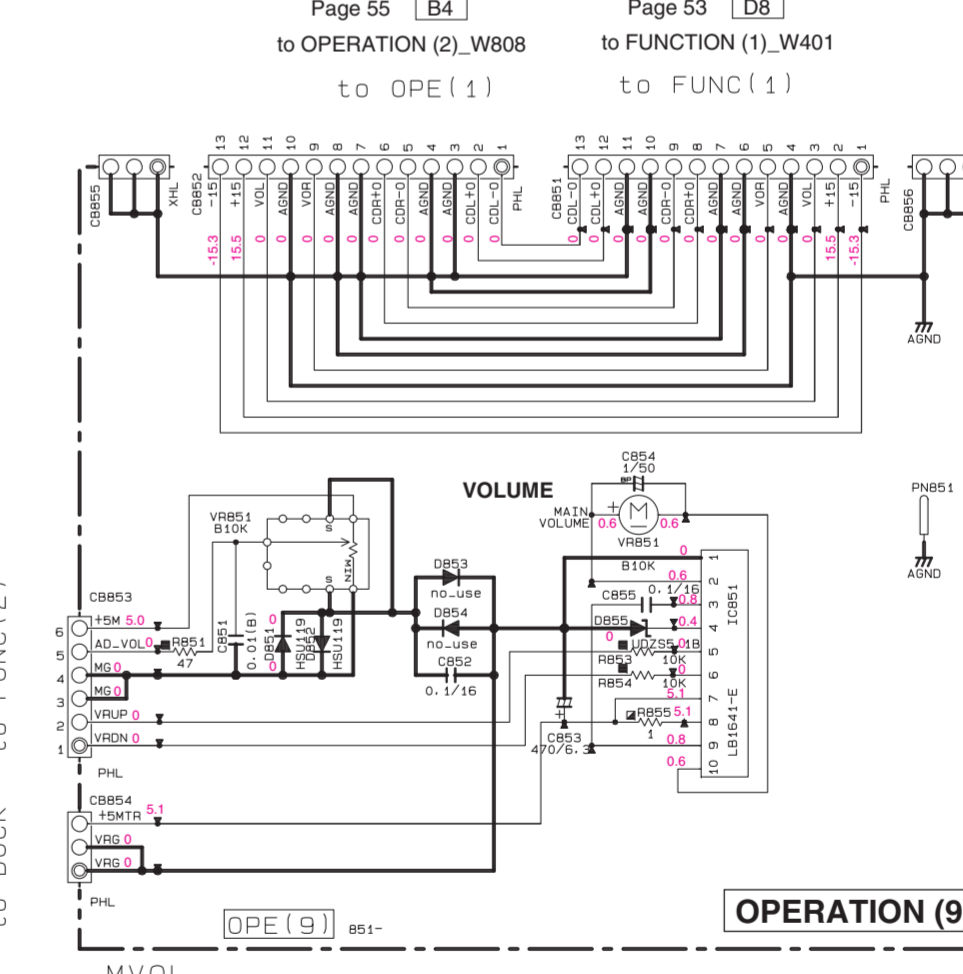 Page 55 B4
Page 53 D8
to OPERATION (2)_W808
to FUNCTION (1)_W401
to OPE(1)
to FUNC(1)
13 12 11 10 9 8 7 6 5 4 3 2 1
13 12 11 10 9 8 7 6 5 4 3 2 1
CB855
XHL
CB852
-15 +15 VOL AGND VOR AGND AGND CDR+O CDR-O AGND AGND CDL+O CDL-O
PHL
CB851
CDL-O CDL+O AGND AGND CDR-O CDR+O AGND AGND VOR AGND VOL +15 -15
PHL
CB856
-15.3 15.5 0 0 0 0 0 0 0 0 0 0 0
0 0 0 0 0 0 0 0 0 0 0 15.5 -15.3
AGND
C854
1/50
BP
VOLUME
MAIN
VOLUME
+
M
0.6
0.6
VR851
B10K
PN851
AGND
VR851
B10K
S
MIN
S
D853
no_use
D854
no_use
C852
0.1/16
C855
0.1/16
D855
UDZS5.1B
R853
10K
R854
10K
R855
1
+
C853
470/6.3
0 1
0.6 2
0.8 3
0.4 4
0 5
0 6
5.1 7
5.1 8
0.8 9
0.6 10
0
IC851
LB1641-E
CB853
6 +5M 5.0
5 AD_VOL 0
4 MG 0
3 MG 0
2 VRUP 0
1 VRDN 0
PHL
R851
47
C851
0.01(B)
D851
HSU119
D852
HSU119
0
0
CB854
+5MTR 5.1
VRG 0
VRG 0
PHL
OPE(9) 851-
OPERATION (9
MVOL